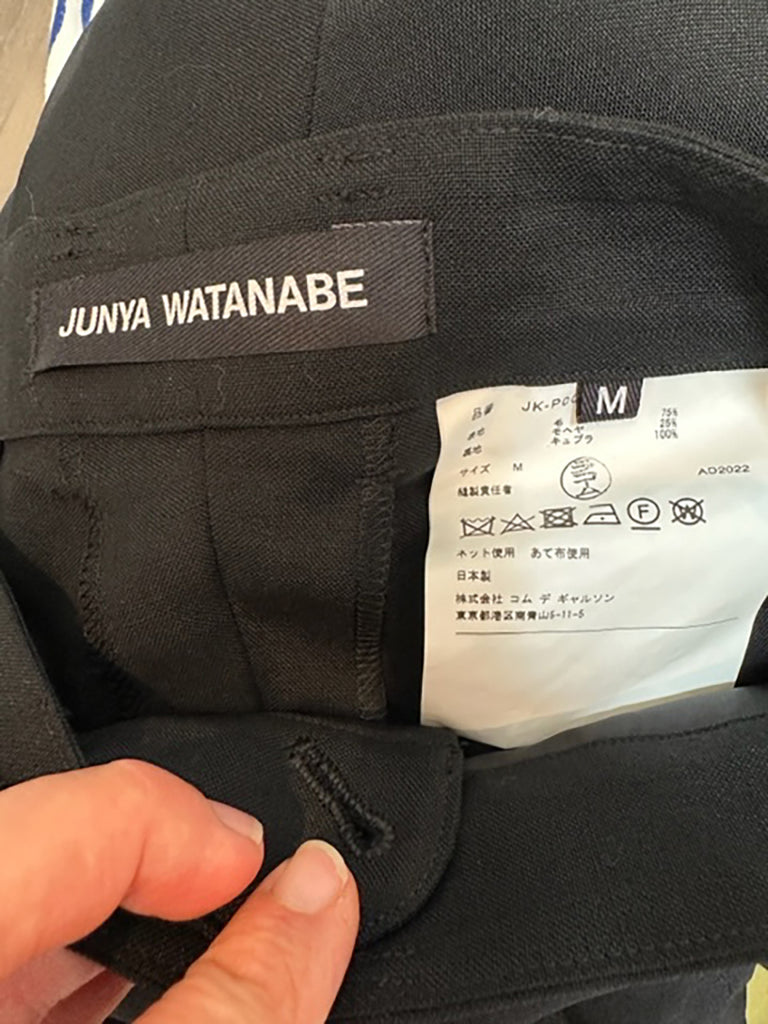 JUNYA WATANABE
M
品番 JK-P00
表地 毛 75%
モヘヤ 25%
裏地 キュプラ 100%
サイズ M AD2022
縫製責任者
F W
ネット使用 あて布使用
日本製
株式会社 コム デ ギャルソン
東京都港区南青山5-11-5